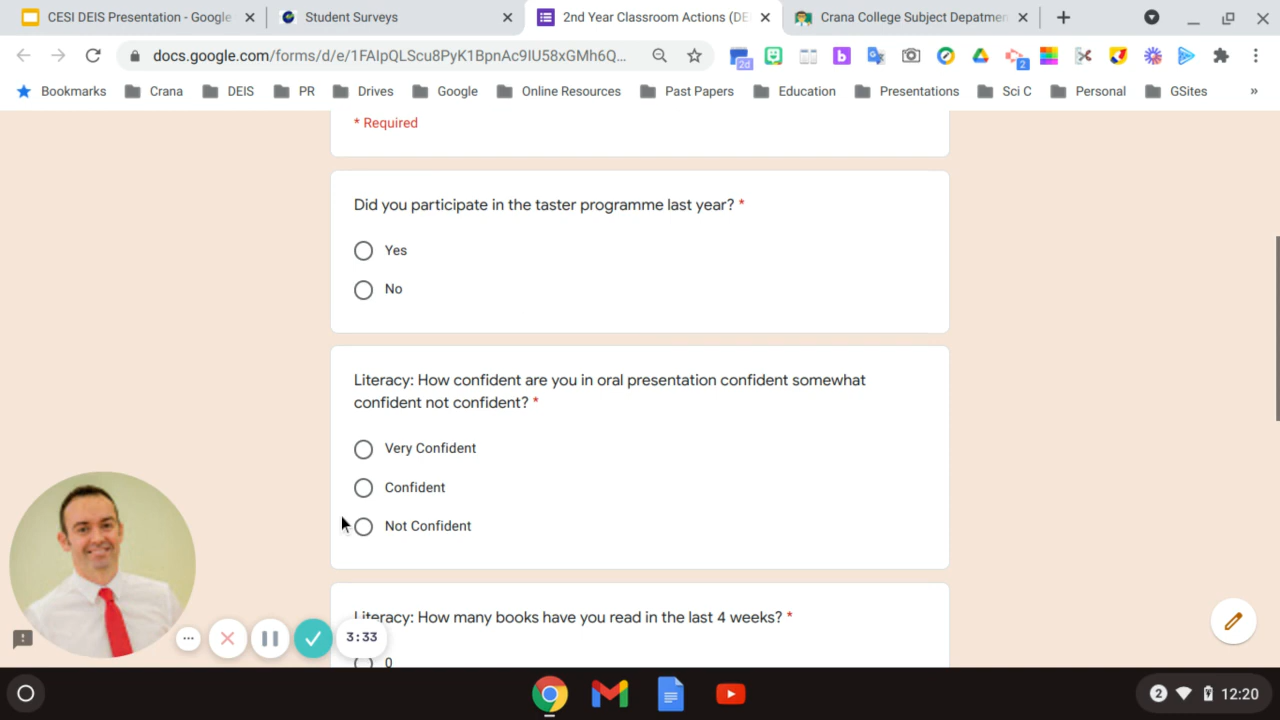 CESI DEIS Presentation - Google
Student Surveys
2nd Year Classroom Actions (DE
Crana College Subject Depatmen
docs.google.com/forms/d/e/1FAIpQLScu8PyK1BpnAc9IU58xGMh6Q...
2d
2
Bookmarks
Crana
DEIS
PR
Drives
Google
Online Resources
Past Papers
Education
Presentations
Sci C
Personal
GSites
»
* Required
Did you participate in the taster programme last year? *
Yes
No
Literacy: How confident are you in oral presentation confident somewhat
confident not confident? *
Very Confident
Confident
Not Confident
Literacy: How many books have you read in the last 4 weeks? *
0
3:33
2
12:20